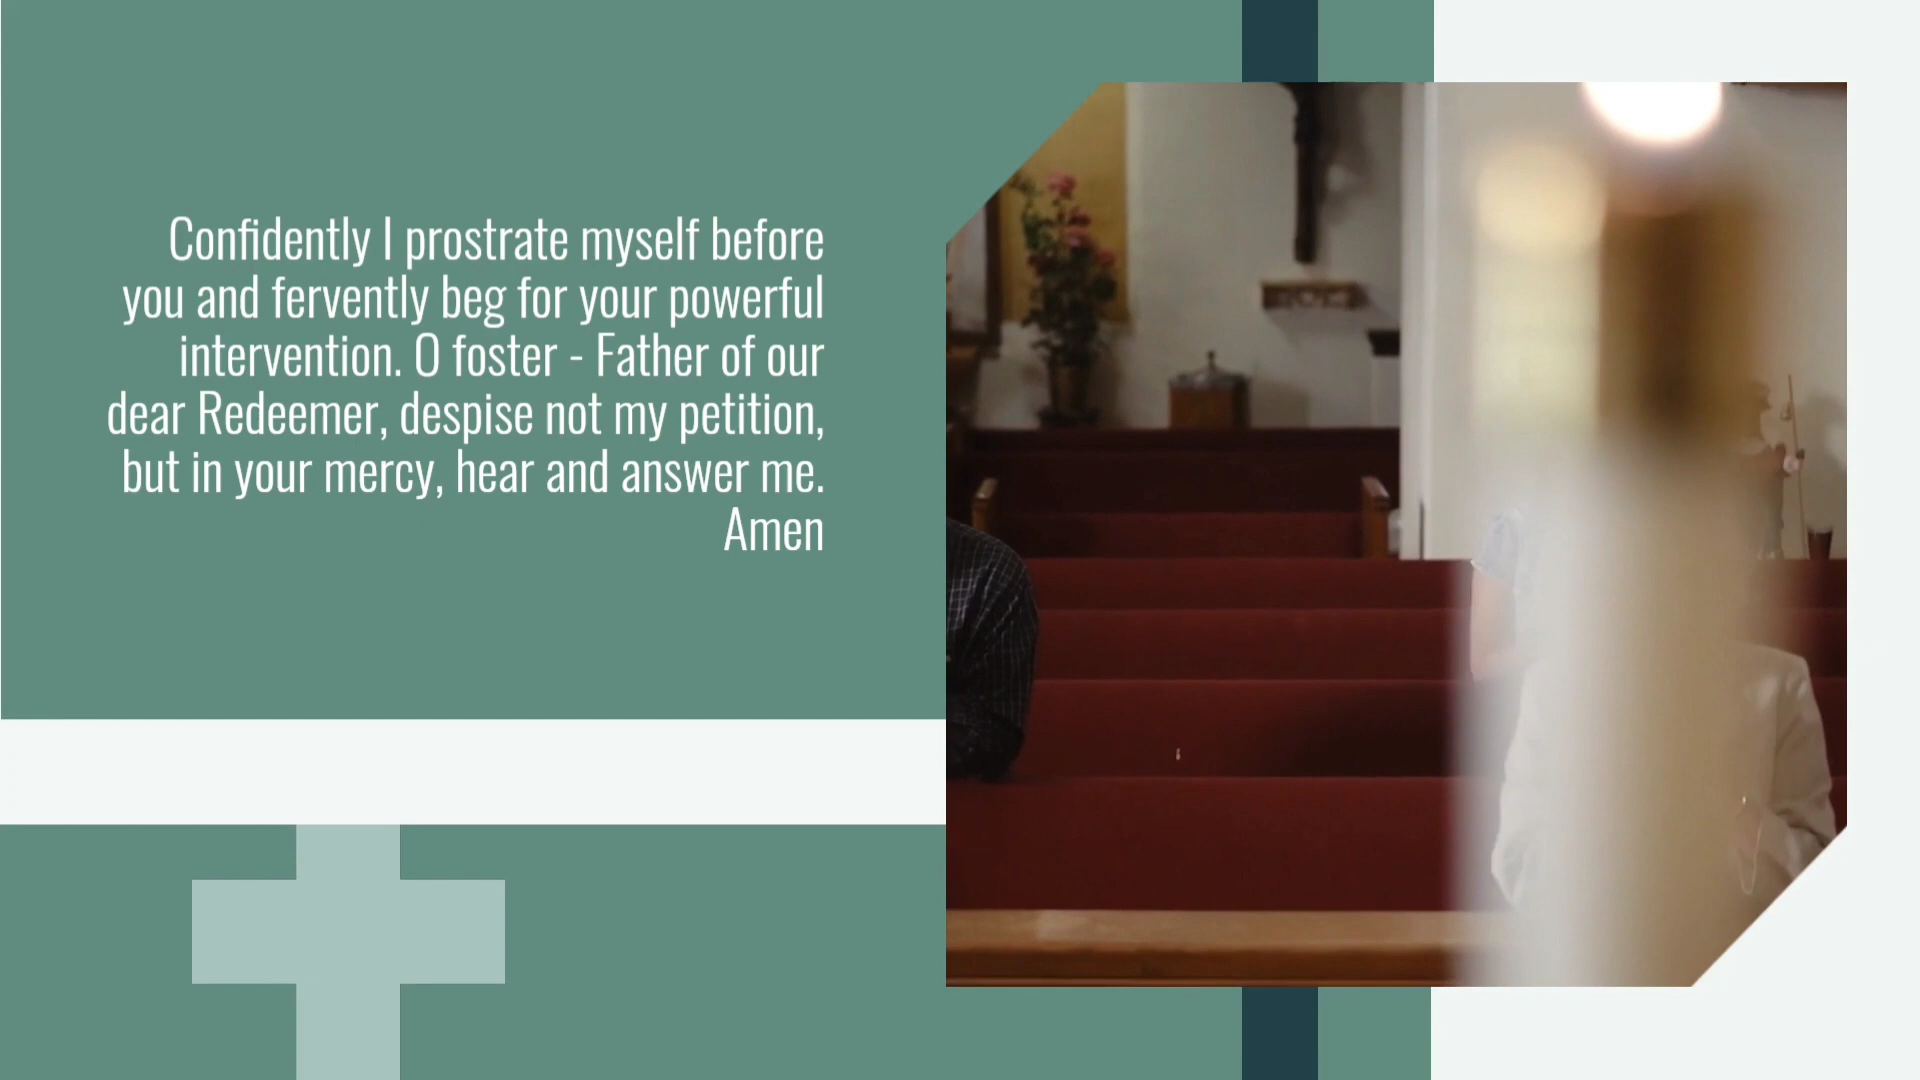 Confidently I prostrate myself before
you and fervently beg for your powerful
intervention. O foster - Father of our
dear Redeemer, despise not my petition,
but in your mercy, hear and answer me.
Amen